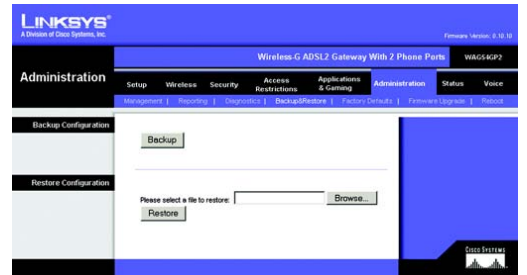 LINKSYS®
A Division of Cisco Systems, Inc.
Firmware Version: 0.10.10
Wireless-G ADSL2 Gateway With 2 Phone Ports WAG54GP2
Administration
Setup Wireless Security Access Restrictions Applications & Gaming Administration Status Voice
Management | Reporting | Diagnostics | Backup&Restore | Factory Defaults | Firmware Upgrade | Reboot
Backup Configuration
Backup
Restore Configuration
Please select a file to restore: Browse...
Restore
CISCO SYSTEMS